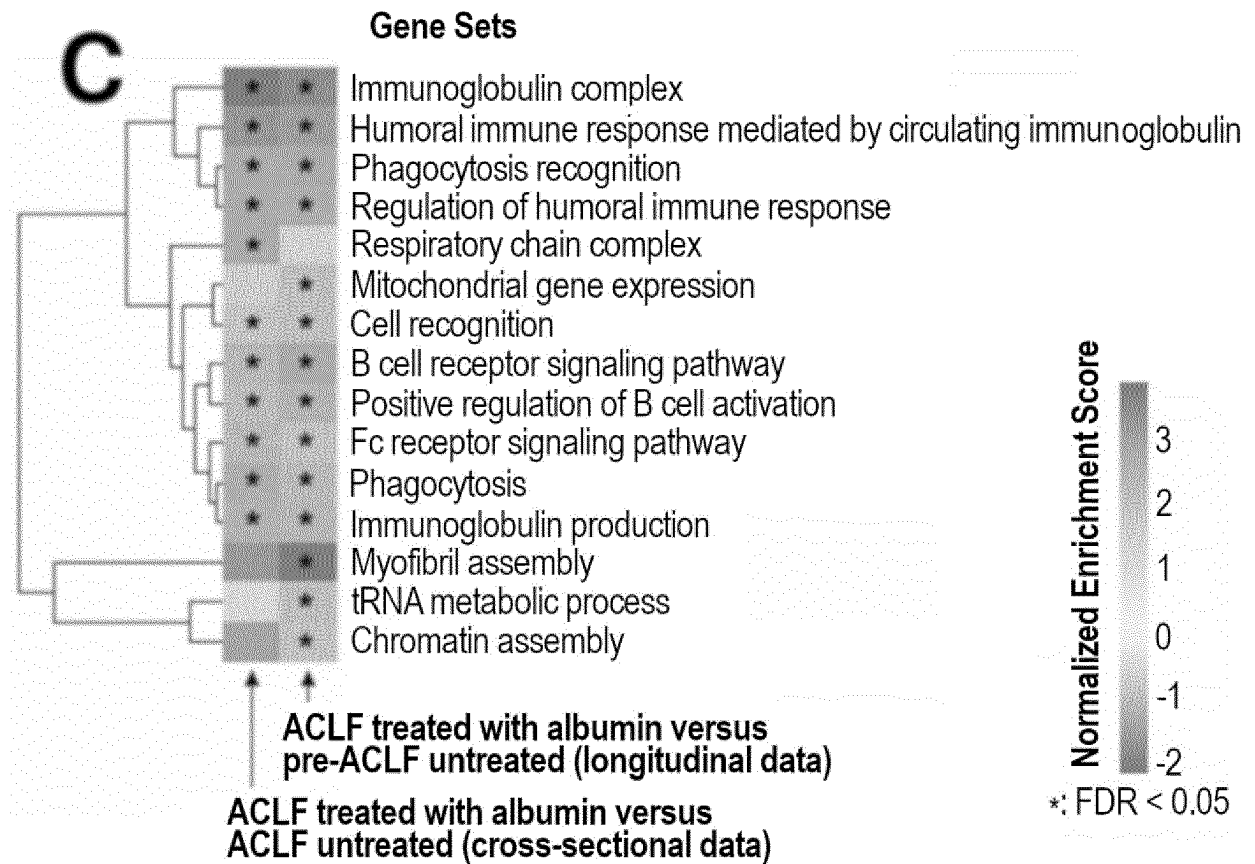 C
Gene Sets
* * Immunoglobulin complex
* * Humoral immune response mediated by circulating immunoglobulin
* * Phagocytosis recognition
* * Regulation of humoral immune response
* Respiratory chain complex
* Mitochondrial gene expression
* * Cell recognition
* * B cell receptor signaling pathway
* * Positive regulation of B cell activation
* * Fc receptor signaling pathway
* * Phagocytosis
* * Immunoglobulin production
* Myofibril assembly
* tRNA metabolic process
* Chromatin assembly
ACLF treated with albumin versus
pre-ACLF untreated (longitudinal data)
ACLF treated with albumin versus
ACLF untreated (cross-sectional data)
Normalized Enrichment Score
3
2
1
0
-1
-2
*: FDR < 0.05